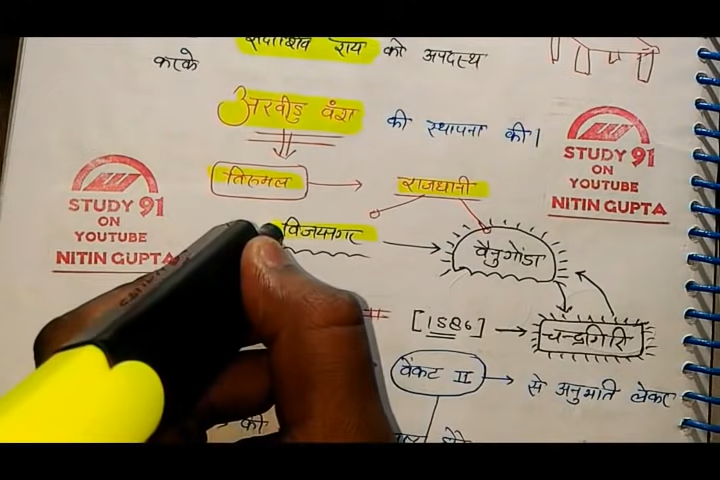 सदाशिव राय को अपदस्थ
करके
अरवीडु वंश की स्थापना की।
STUDY 91
ON
YOUTUBE
NITIN GUPTA
तिरुमल
राजधानी
STUDY 91
ON
YOUTUBE
NITIN GUPTA
विजयनगर
वैनुगोंडा
[1586]
चन्द्रगिरि
वेंकट II
से अनुमति लेकर
की